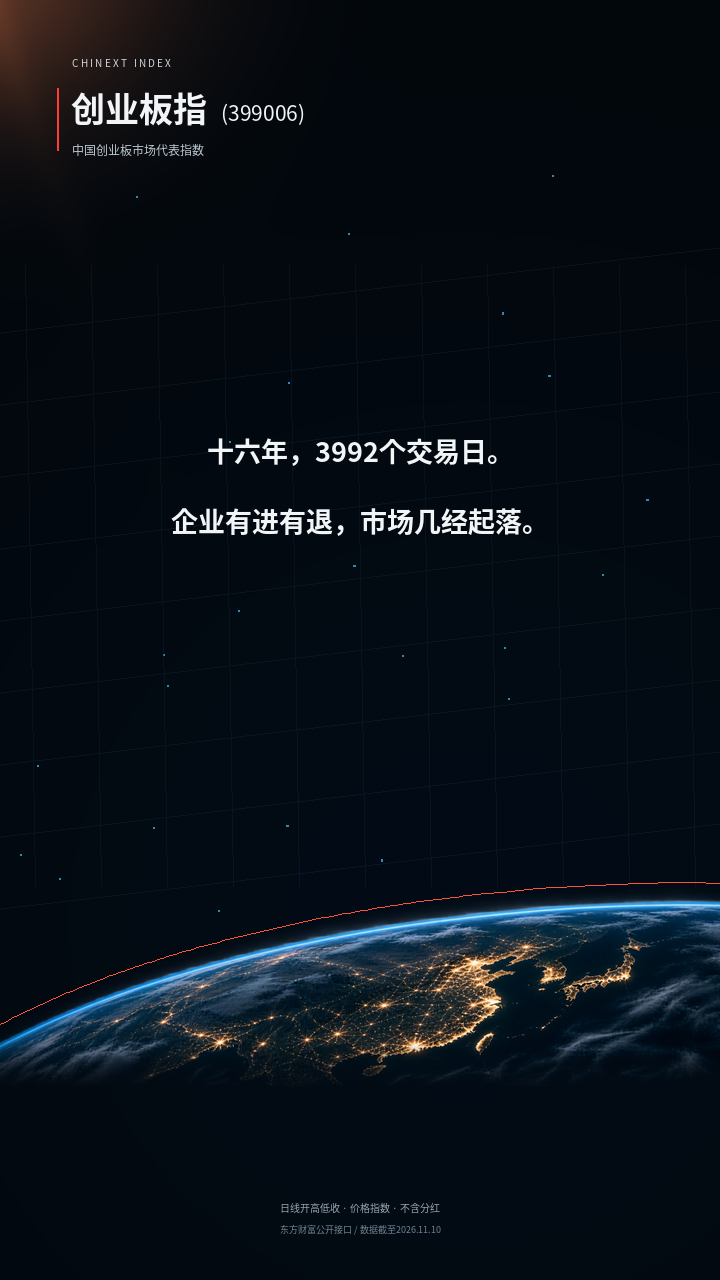 CHINEXT INDEX
创业板指 (399006)
中国创业板市场代表指数
十六年，3992个交易日。
企业有进有退，市场几经起落。
日线开高低收 · 价格指数 · 不含分红
东方财富公开接口 / 数据截至2026.11.10